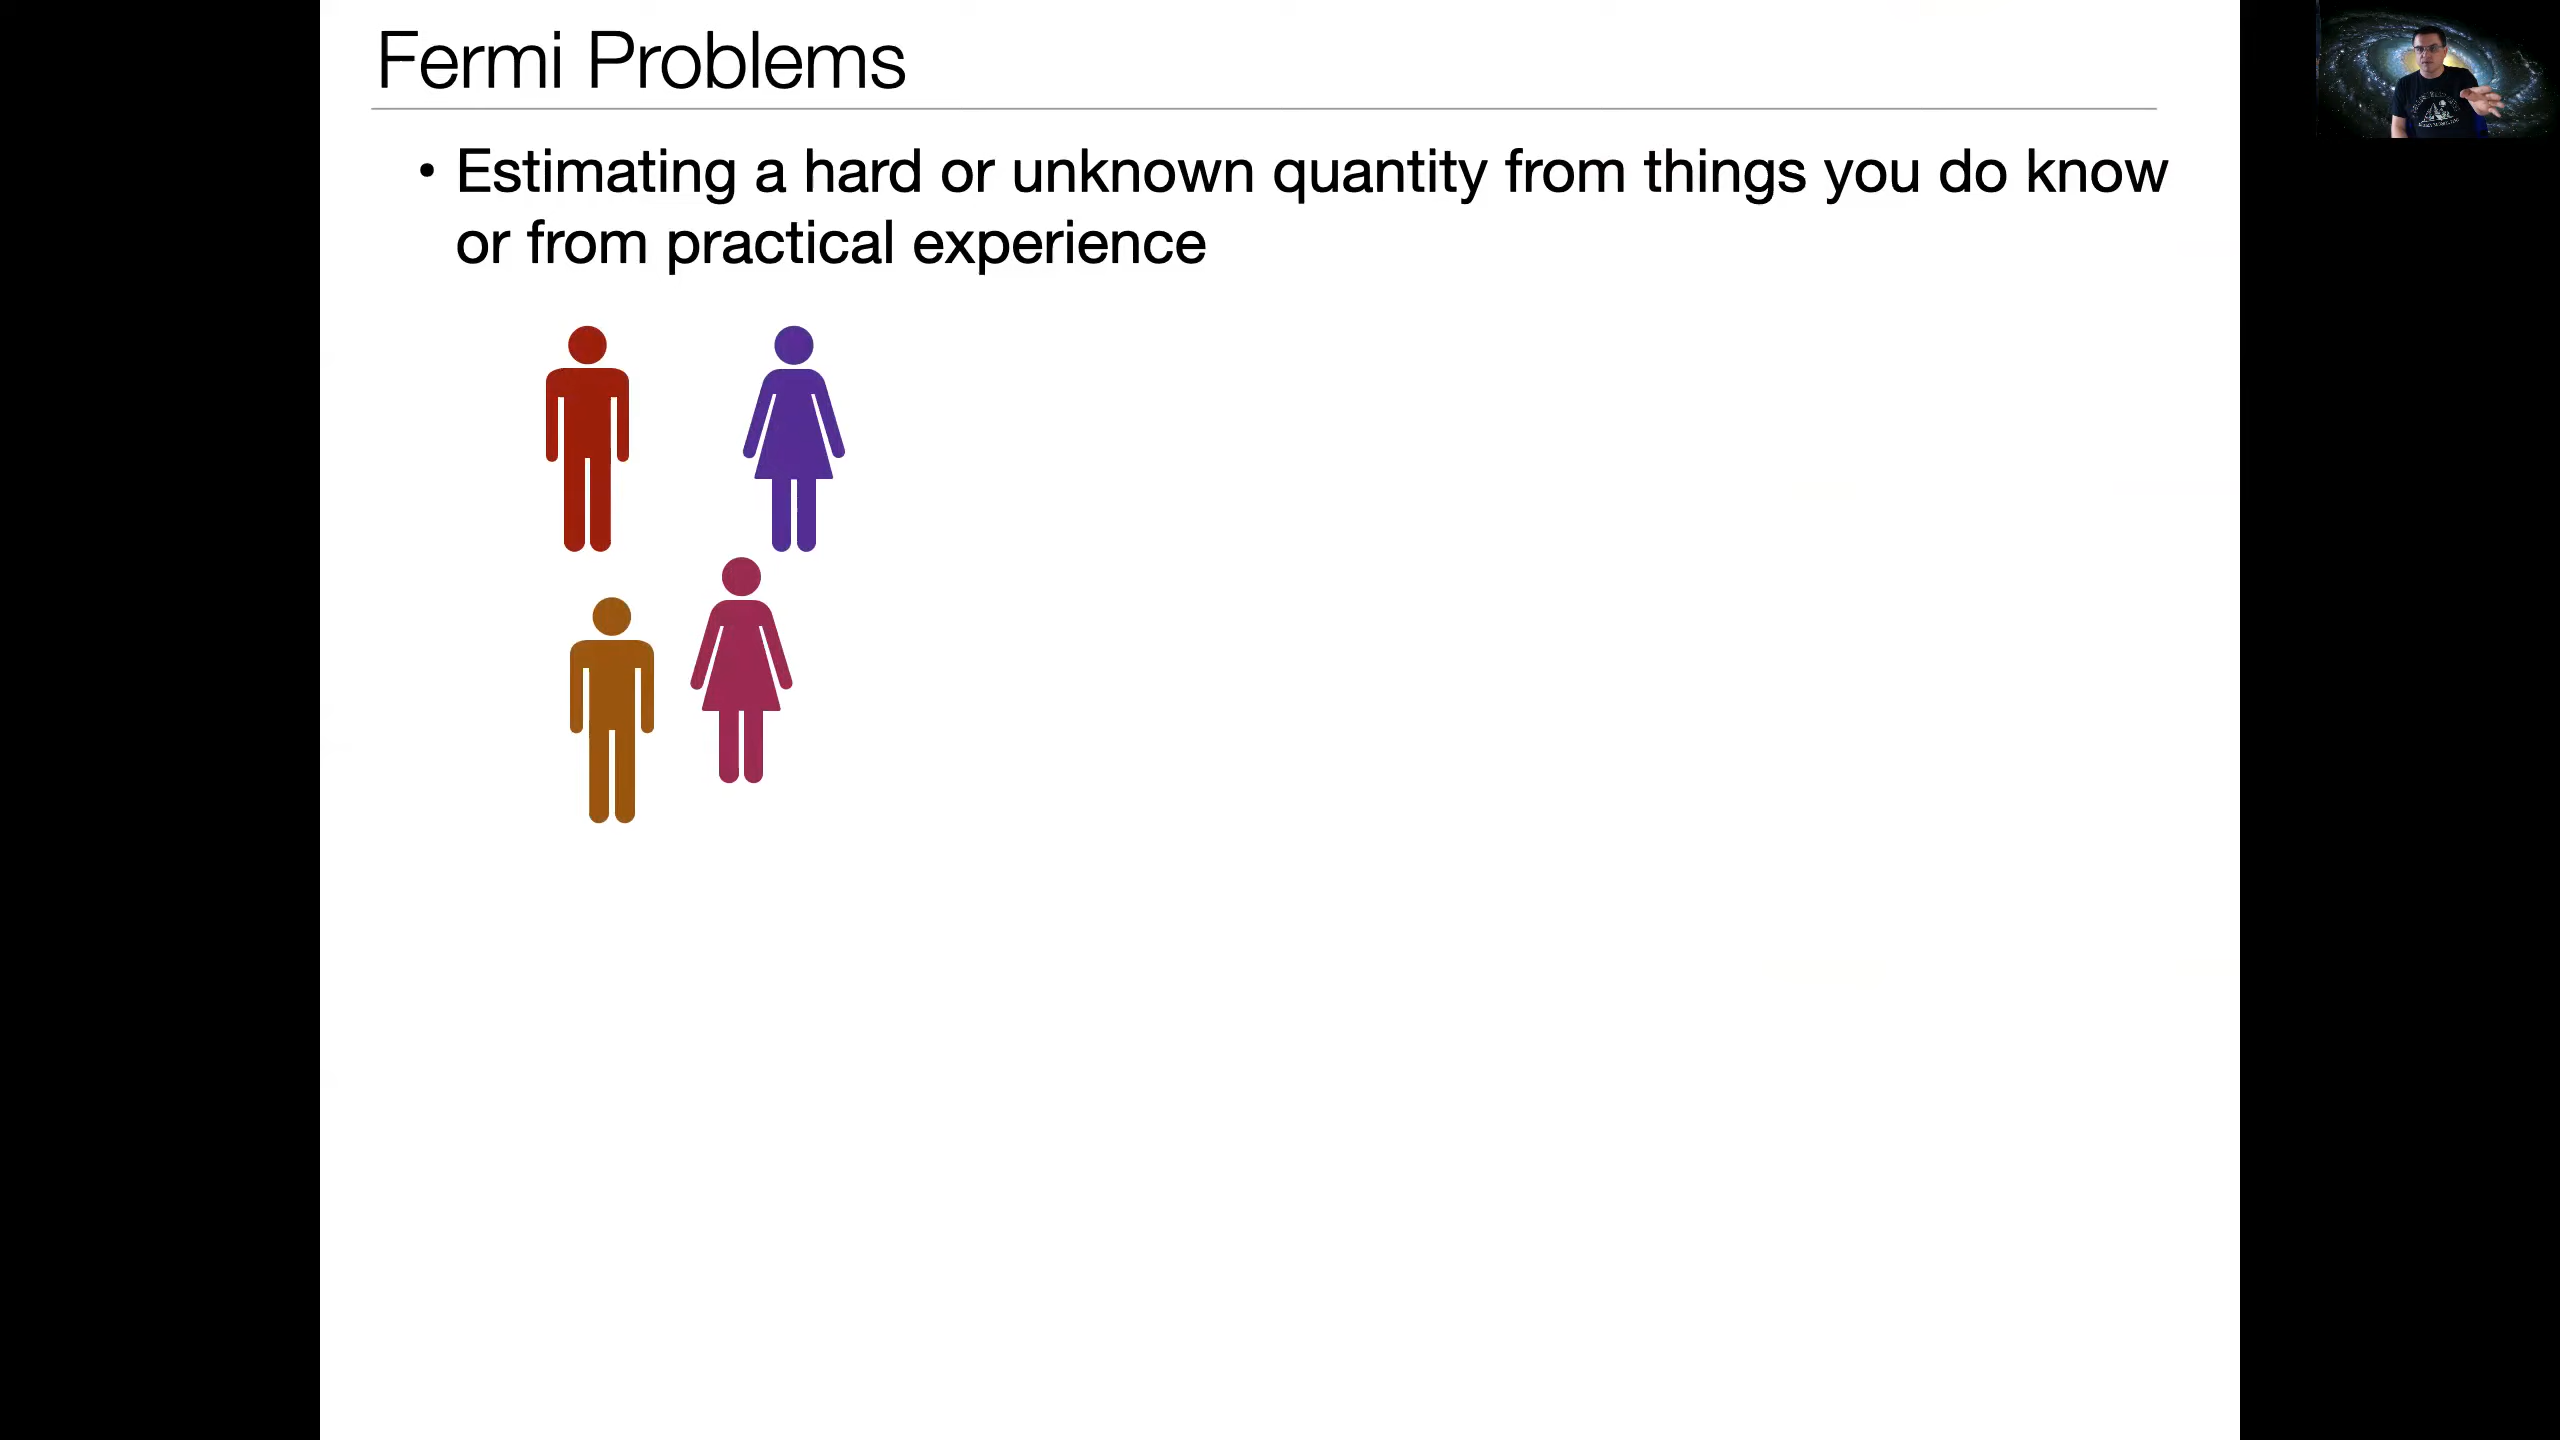 Fermi Problems
• Estimating a hard or unknown quantity from things you do know
or from practical experience